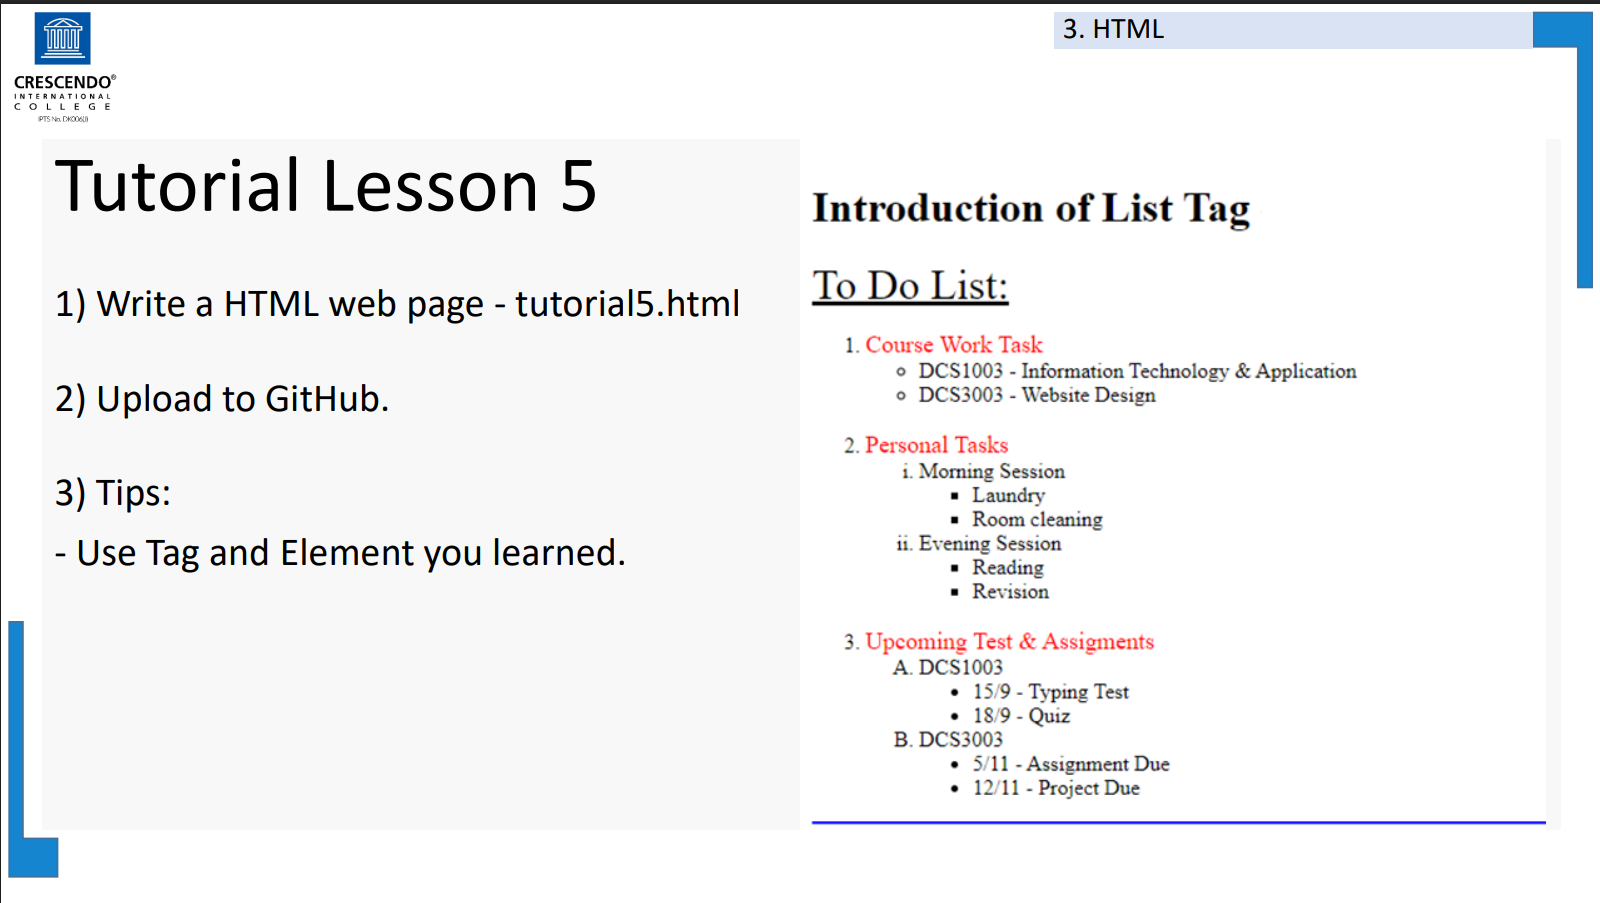 CRESCENDO®
INTERNATIONAL
COLLEGE
3. HTML
Tutorial Lesson 5
1) Write a HTML web page - tutorial5.html
2) Upload to GitHub.
3) Tips:
- Use Tag and Element you learned.
Introduction of List Tag
To Do List:
1. Course Work Task
DCS1003 - Information Technology & Application
DCS3003 - Website Design
2. Personal Tasks
i. Morning Session
Laundry
Room cleaning
ii. Evening Session
Reading
Revision
3. Upcoming Test & Assigments
A. DCS1003
15/9 - Typing Test
18/9 - Quiz
B. DCS3003
5/11 - Assignment Due
12/11 - Project Due